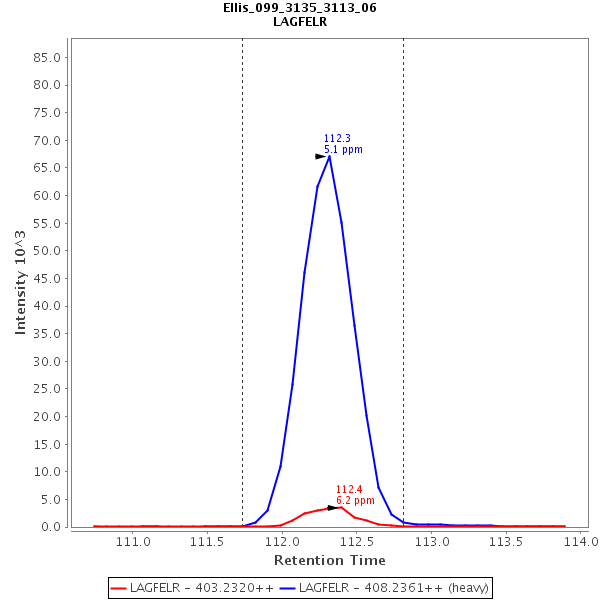 Ellis_099_3135_3113_06
LAGFELR
85.0
80.0
75.0
70.0
65.0
60.0
55.0
50.0
45.0
40.0
35.0
30.0
25.0
20.0
15.0
10.0
5.0
0.0
Intensity 10^3
112.3
5.1 ppm
112.4
6.2 ppm
111.0 111.5 112.0 112.5 113.0 113.5 114.0
Retention Time
LAGFELR - 403.2320++ LAGFELR - 408.2361++ (heavy)